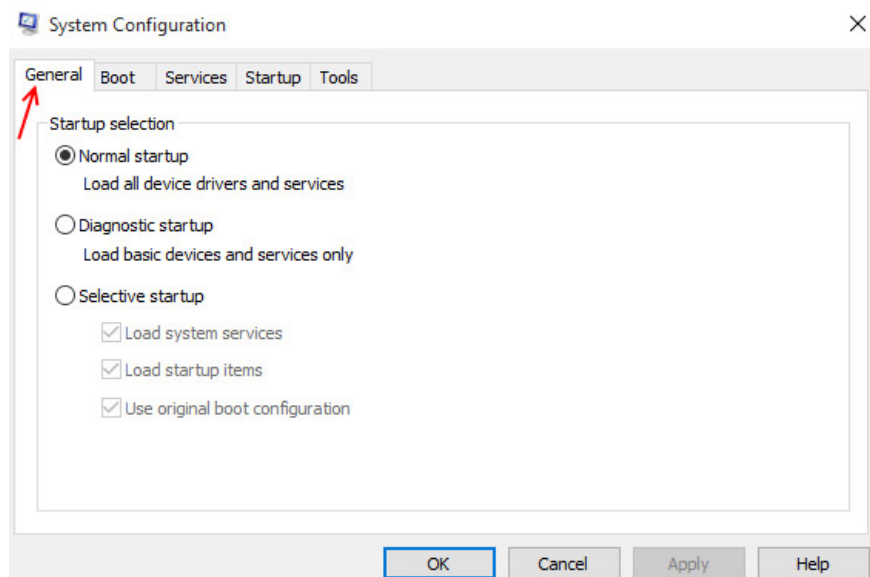 System Configuration
General Boot Services Startup Tools
Startup selection
Normal startup
Load all device drivers and services
Diagnostic startup
Load basic devices and services only
Selective startup
Load system services
Load startup items
Use original boot configuration
OK Cancel Apply Help